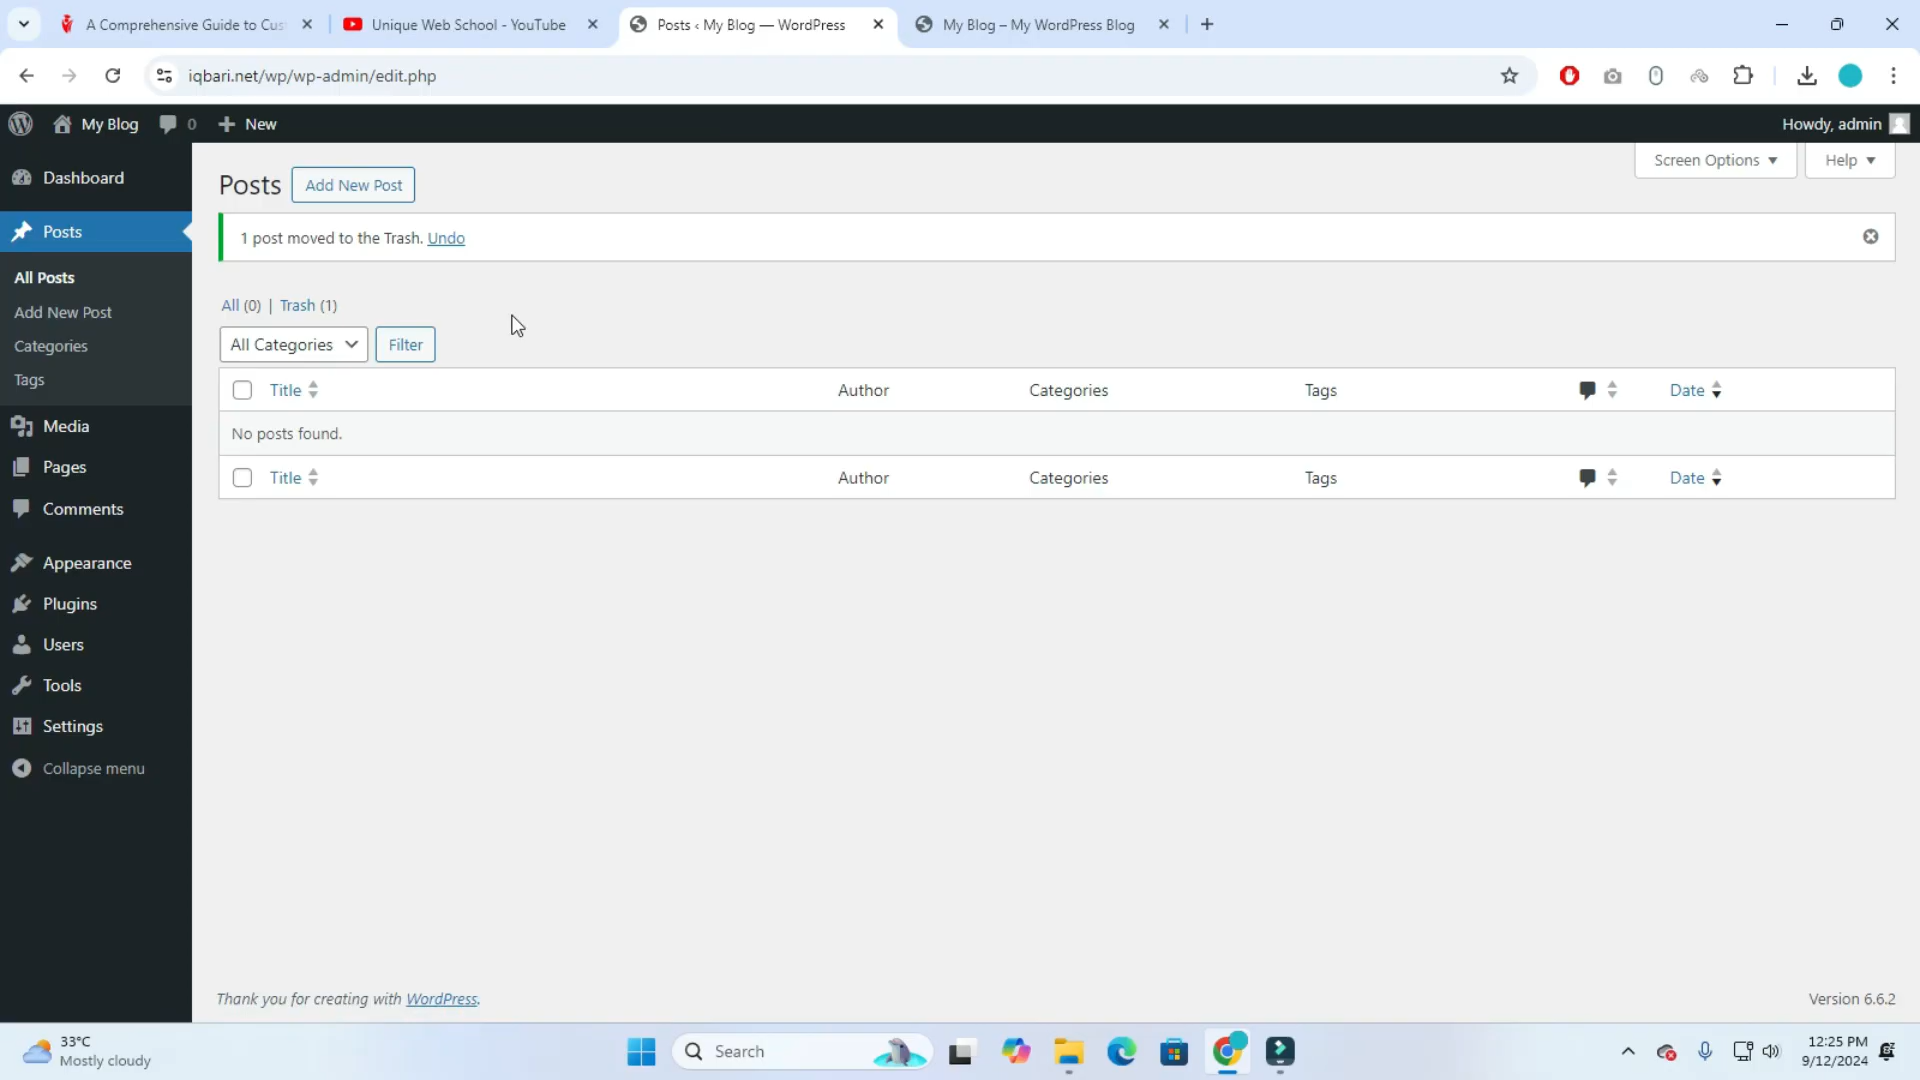 A Comprehensive Guide to Cus
Unique Web School - YouTube
Posts ‹ My Blog — WordPress
My Blog – My WordPress Blog
iqbari.net/wp/wp-admin/edit.php
My Blog
0
New
Howdy, admin
Screen Options
Help
Dashboard
Posts
All Posts
Add New Post
Categories
Tags
Media
Pages
Comments
Appearance
Plugins
Users
Tools
Settings
Collapse menu
Posts
Add New Post
1 post moved to the Trash. Undo
All (0) | Trash (1)
All Categories
Filter
Title Author Categories Tags Date
No posts found.
Title Author Categories Tags Date
Thank you for creating with WordPress.
Version 6.6.2
33°C
Mostly cloudy
Search
12:25 PM
9/12/2024